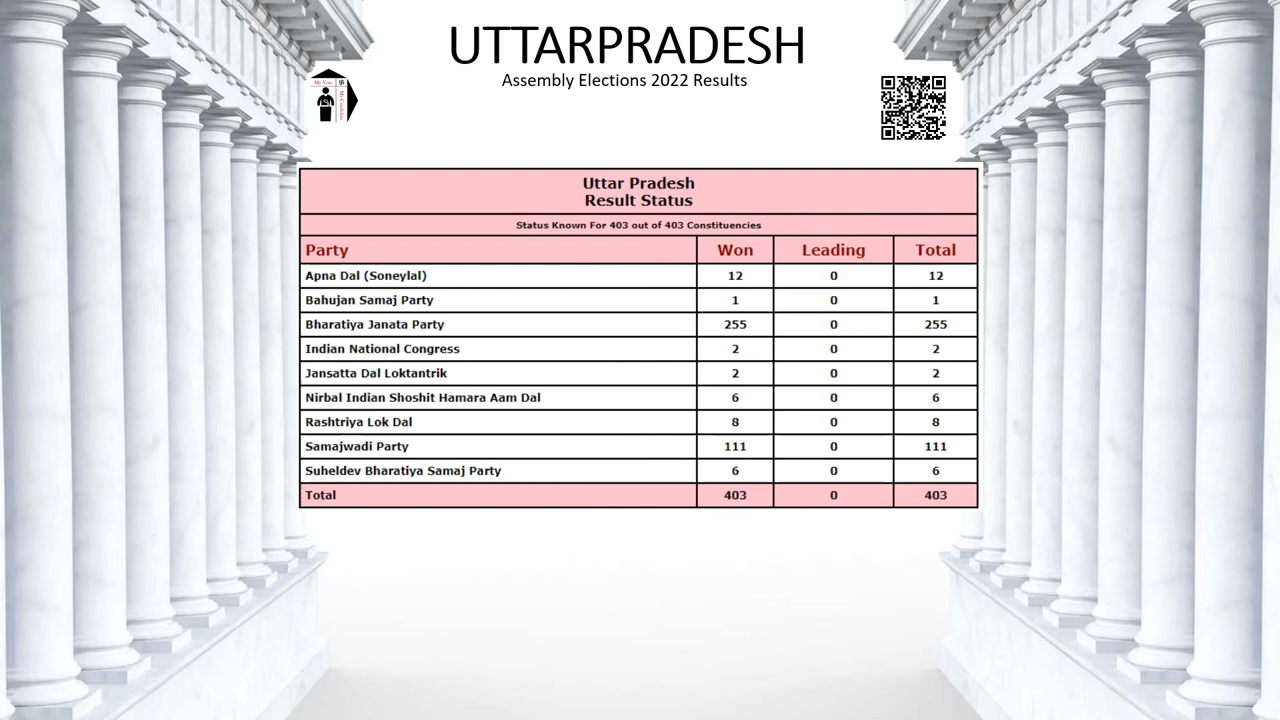 UTTARPRADESH
Assembly Elections 2022 Results
My Vote
My Candidate
Uttar Pradesh
Result Status
Status Known For 403 out of 403 Constituencies
Party Won Leading Total
Apna Dal (Soneylal) 12 0 12
Bahujan Samaj Party 1 0 1
Bharatiya Janata Party 255 0 255
Indian National Congress 2 0 2
Jansatta Dal Loktantrik 2 0 2
Nirbal Indian Shoshit Hamara Aam Dal 6 0 6
Rashtriya Lok Dal 8 0 8
Samajwadi Party 111 0 111
Suheldev Bharatiya Samaj Party 6 0 6
Total 403 0 403